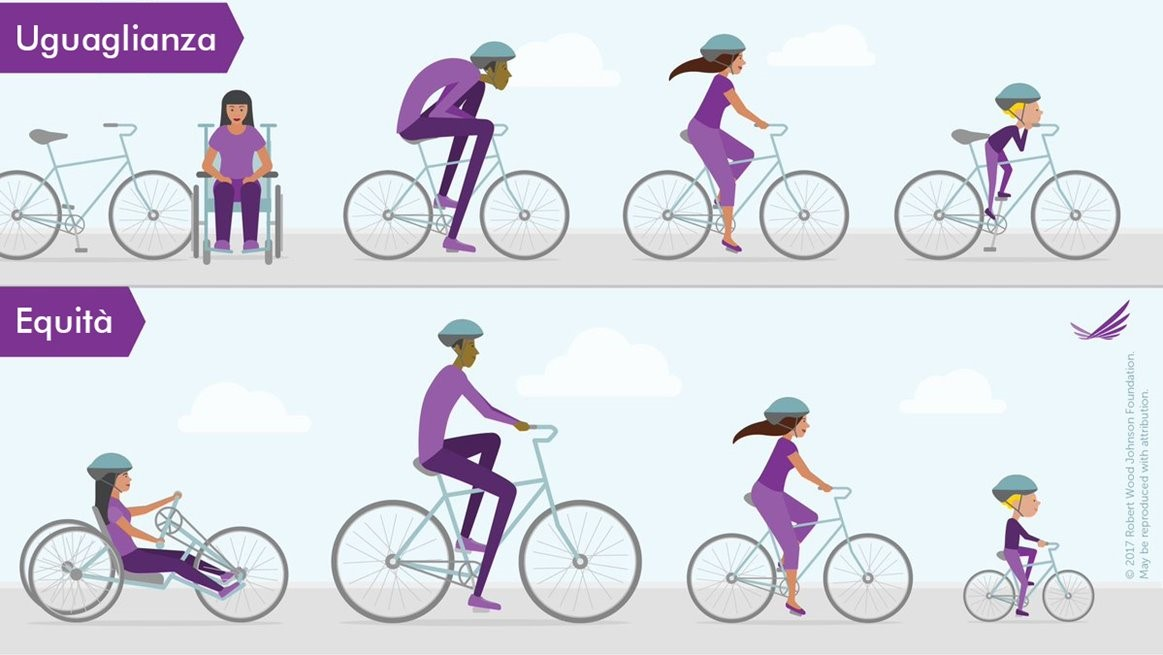 Uguaglianza
Equità
© 2017 Robert Wood Johnson Foundation.
May be reproduced with attribution.